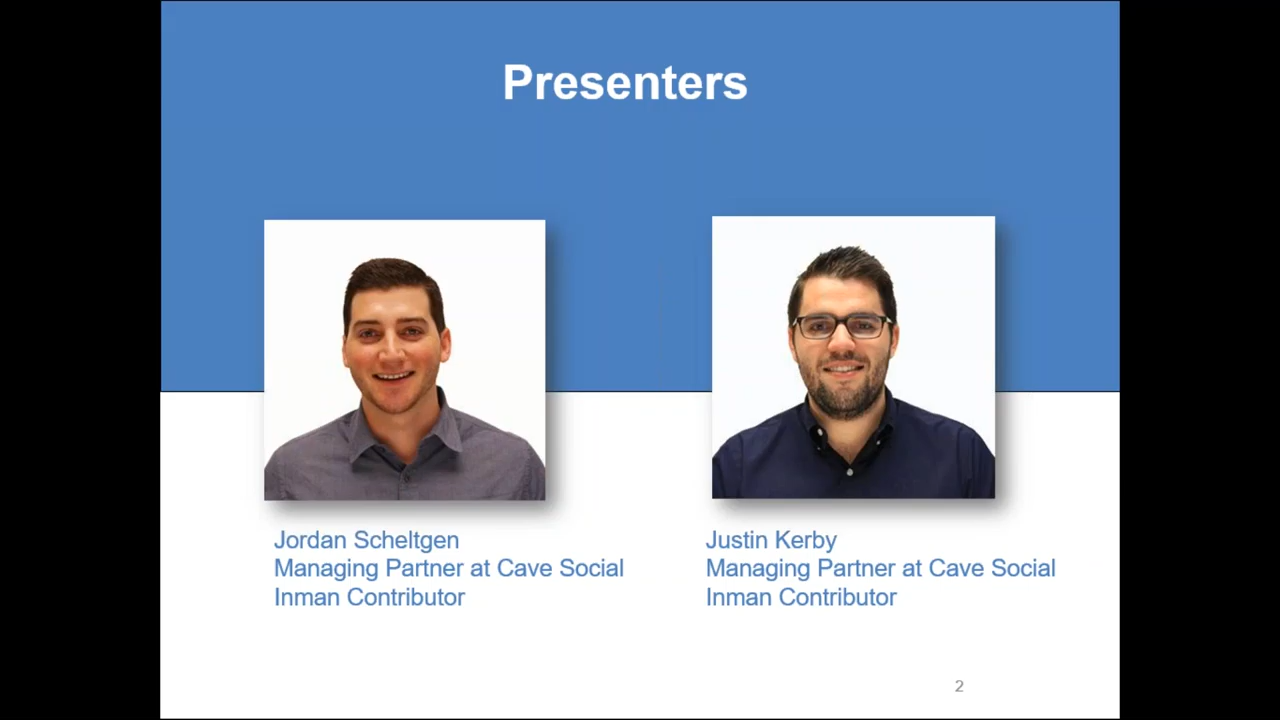 Presenters
Jordan Scheltgen
Managing Partner at Cave Social
Inman Contributor
Justin Kerby
Managing Partner at Cave Social
Inman Contributor
2